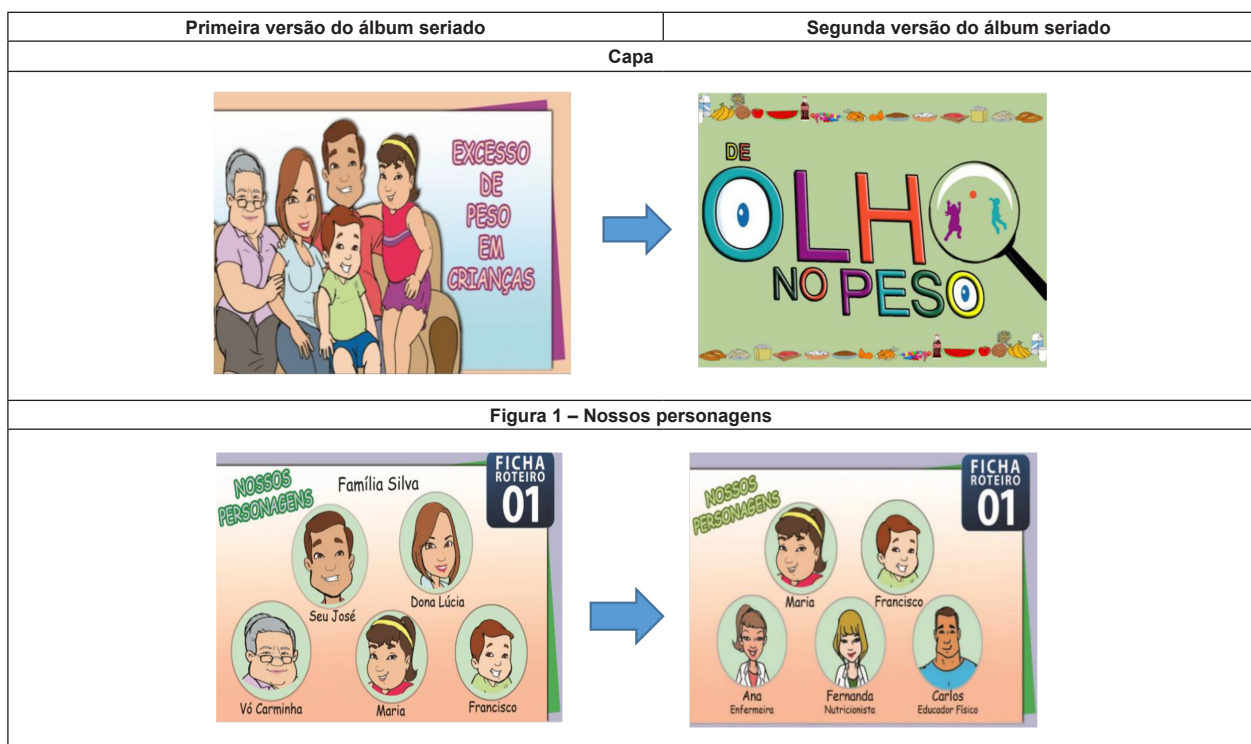 Primeira versão do álbum seriado
Segunda versão do álbum seriado
Capa
EXCESSO
DE
PESO
EM
CRIANÇAS
DE
OLHO
NO PESO
Figura 1 – Nossos personagens
NOSSOS
PERSONAGENS
Família Silva
FICHA
ROTEIRO
01
Seu José
Dona Lúcia
Vó Carminha
Maria
Francisco
NOSSOS
PERSONAGENS
FICHA
ROTEIRO
01
Maria
Francisco
Ana
Enfermeira
Fernanda
Nutricionista
Carlos
Educador Físico